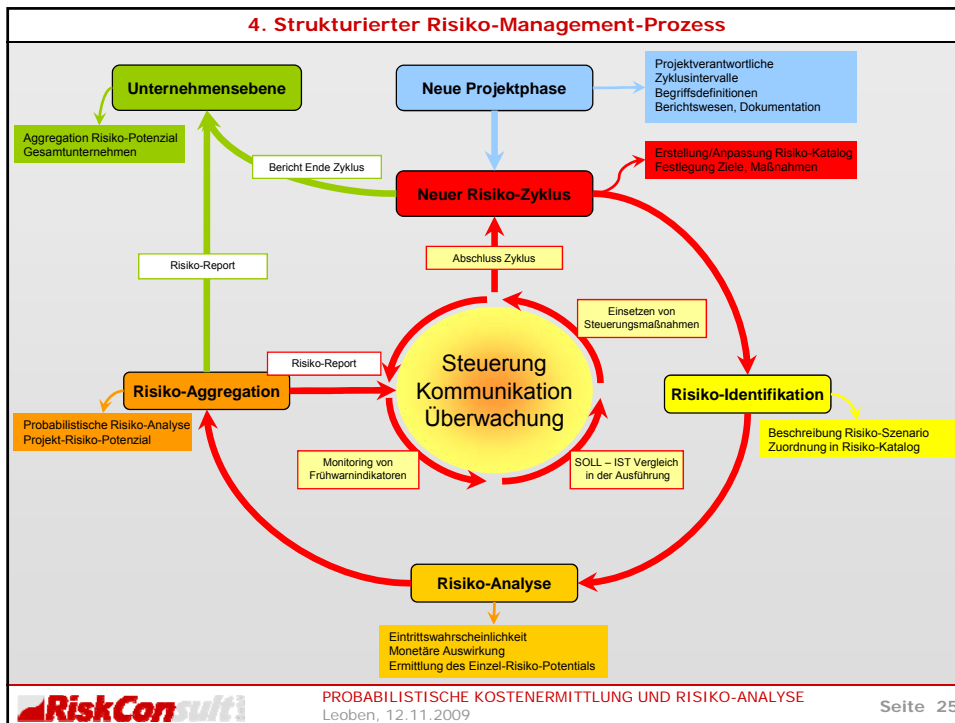 4. Strukturierter Risiko-Management-Prozess
Unternehmensebene
Neue Projektphase
Projektverantwortliche
Zyklusintervalle
Begriffsdefinitionen
Berichtswesen, Dokumentation
Aggregation Risiko-Potenzial
Gesamtunternehmen
Bericht Ende Zyklus
Erstellung/Anpassung Risiko-Katalog
Festlegung Ziele, Maßnahmen
Neuer Risiko-Zyklus
Abschluss Zyklus
Risiko-Report
Einsetzen von
Steuerungsmaßnahmen
Risiko-Report
Steuerung
Kommunikation
Überwachung
Risiko-Aggregation
Risiko-Identifikation
Probabilistische Risiko-Analyse
Projekt-Risiko-Potenzial
Beschreibung Risiko-Szenario
Zuordnung in Risiko-Katalog
Monitoring von
Frühwarnindikatoren
SOLL – IST Vergleich
in der Ausführung
Risiko-Analyse
Eintrittswahrscheinlichkeit
Monetäre Auswirkung
Ermittlung des Einzel-Risiko-Potentials
RiskConsult
PROBABILISTISCHE KOSTENERMITTLUNG UND RISIKO-ANALYSE
Leoben, 12.11.2009
Seite 25